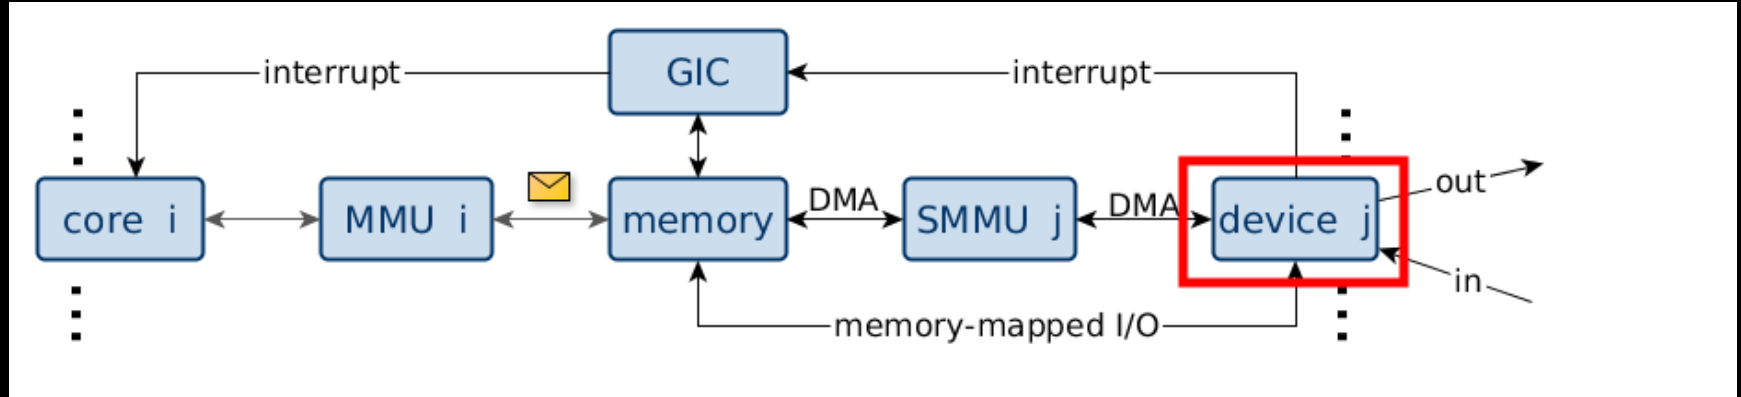 interrupt
GIC
interrupt
core i
MMU i
memory
DMA
SMMU j
DMA
device j
out
in
memory-mapped I/O